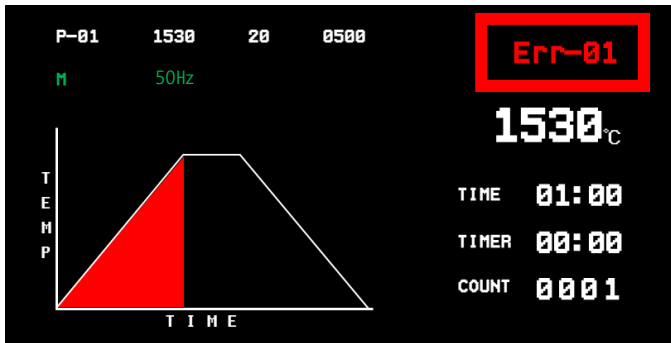 P-01 1530 20 0500
Err-01
M 50Hz
1530°C
TEMP
TIME 01:00
TIMER 00:00
COUNT 0001
TIME